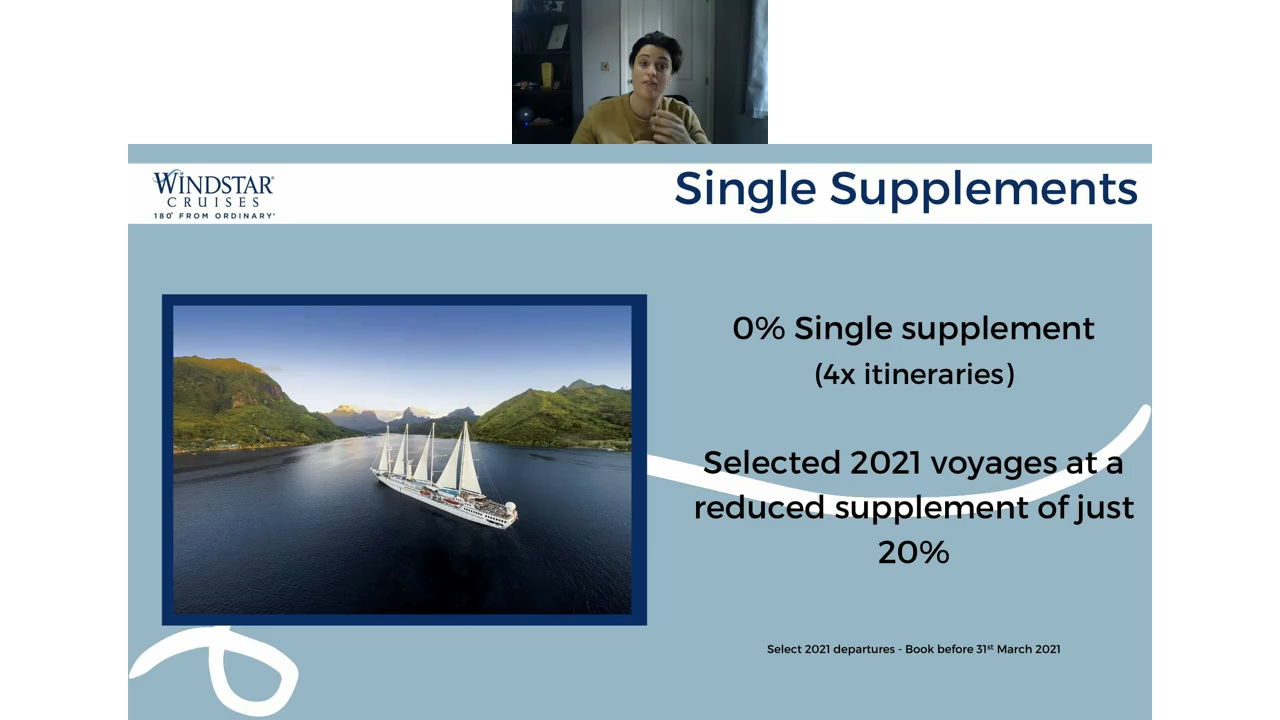 WINDSTAR®
CRUISES
180° FROM ORDINARY®
Single Supplements
0% Single supplement
(4x itineraries)
Selected 2021 voyages at a
reduced supplement of just
20%
Select 2021 departures - Book before 31st March 2021